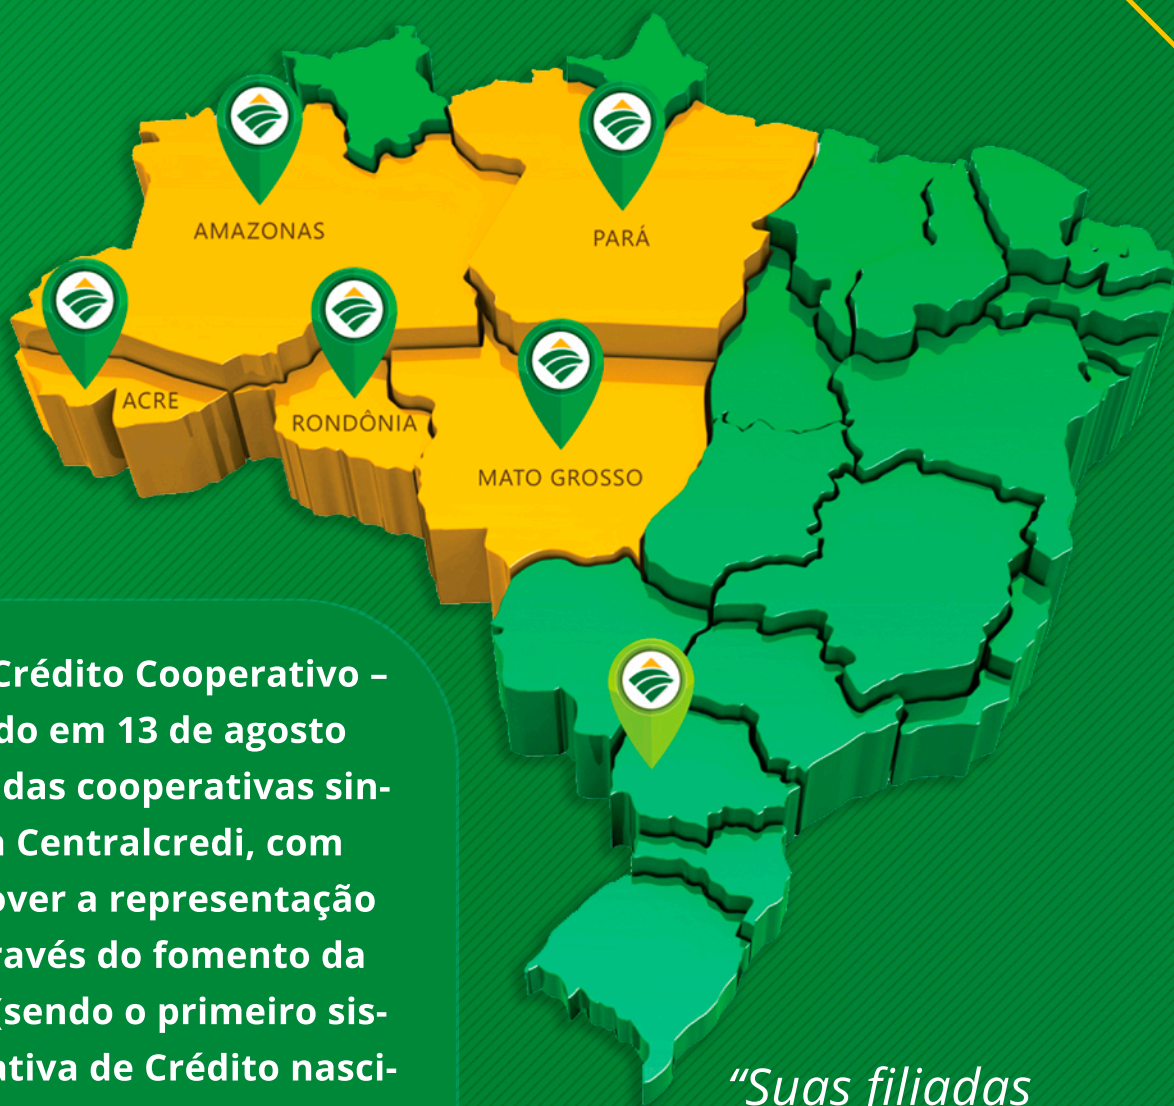 AMAZONAS
PARÁ
ACRE
RONDÔNIA
MATO GROSSO
Crédito Cooperativo –
do em 13 de agosto
das cooperativas sin-
Centralcredi, com
over a representação
ravés do fomento da
(sendo o primeiro sis-
ativa de Crédito nasci-
“Suas filiadas